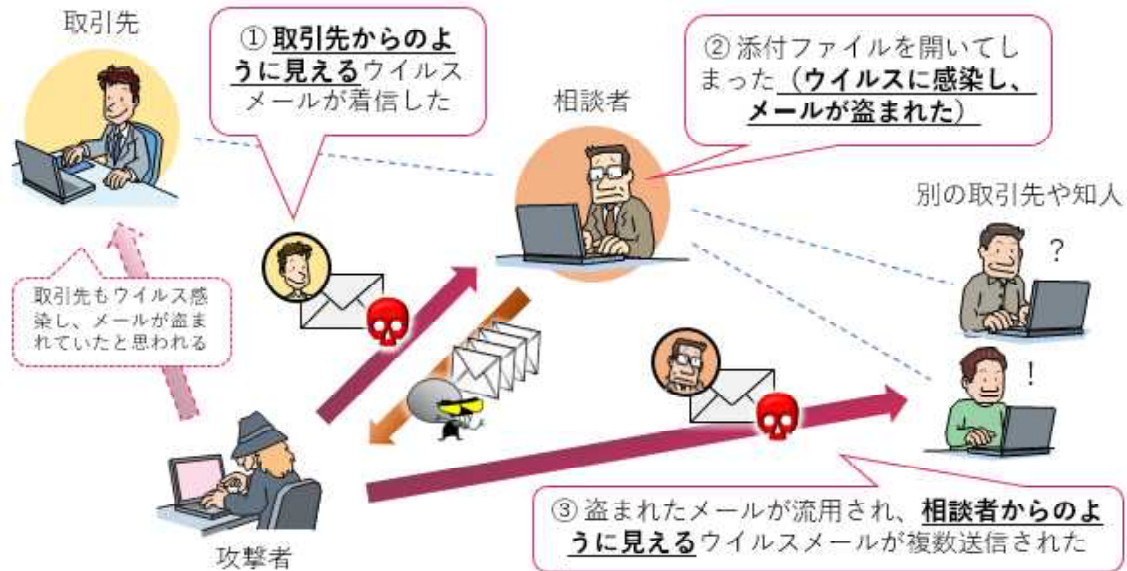 取引先
① 取引先からのよ
うに見えるウイルス
メールが着信した
相談者
② 添付ファイルを開いてし
まった（ウイルスに感染し、
メールが盗まれた）
別の取引先や知人
?
!
取引先もウイルス感
染し、メールが盗ま
れていたと思われる
攻撃者
③ 盗まれたメールが流用され、相談者からのよ
うに見えるウイルスメールが複数送信された